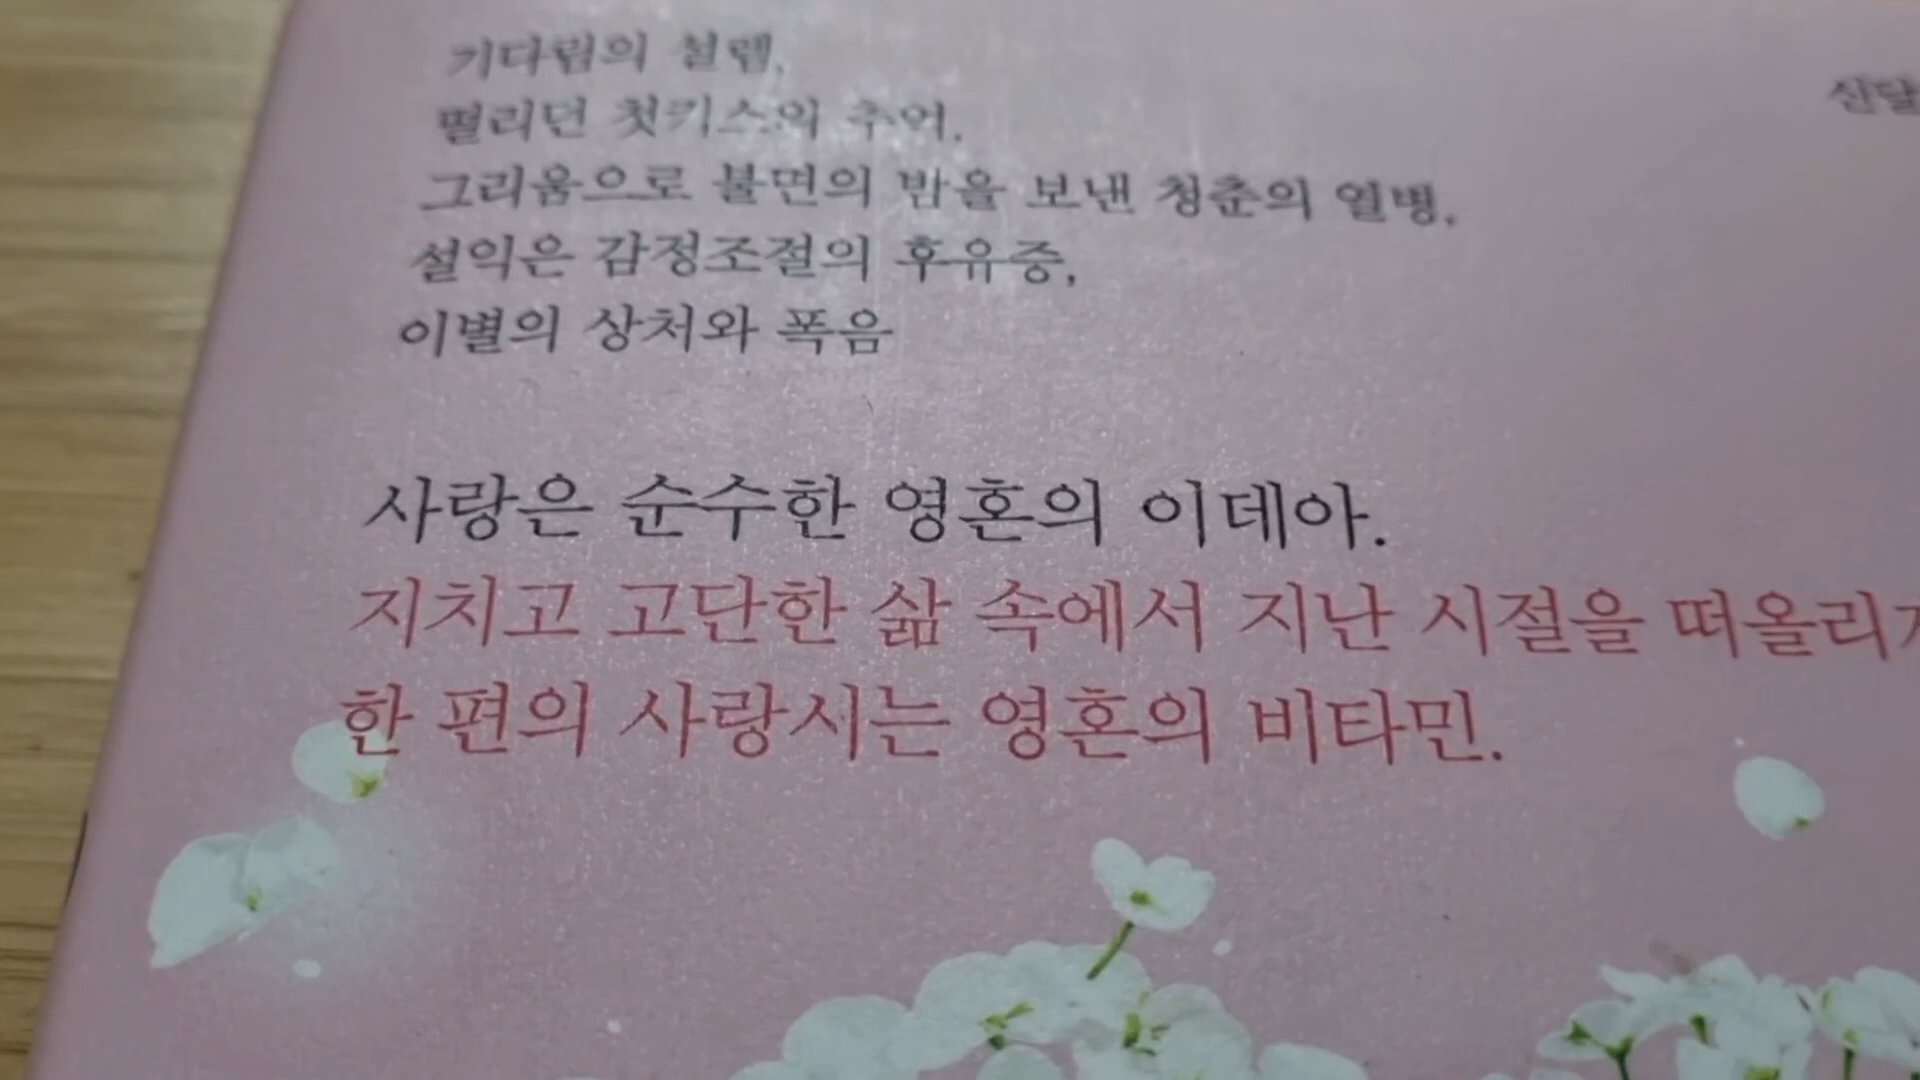 기다림의 설렘,
떨리던 첫키스의 추억,
그리움으로 불면의 밤을 보낸 청춘의 열병,
설익은 감정조절의 후유증,
이별의 상처와 폭음
신달
사랑은 순수한 영혼의 이데아.
지치고 고단한 삶 속에서 지난 시절을 떠올리게
한 편의 사랑시는 영혼의 비타민.